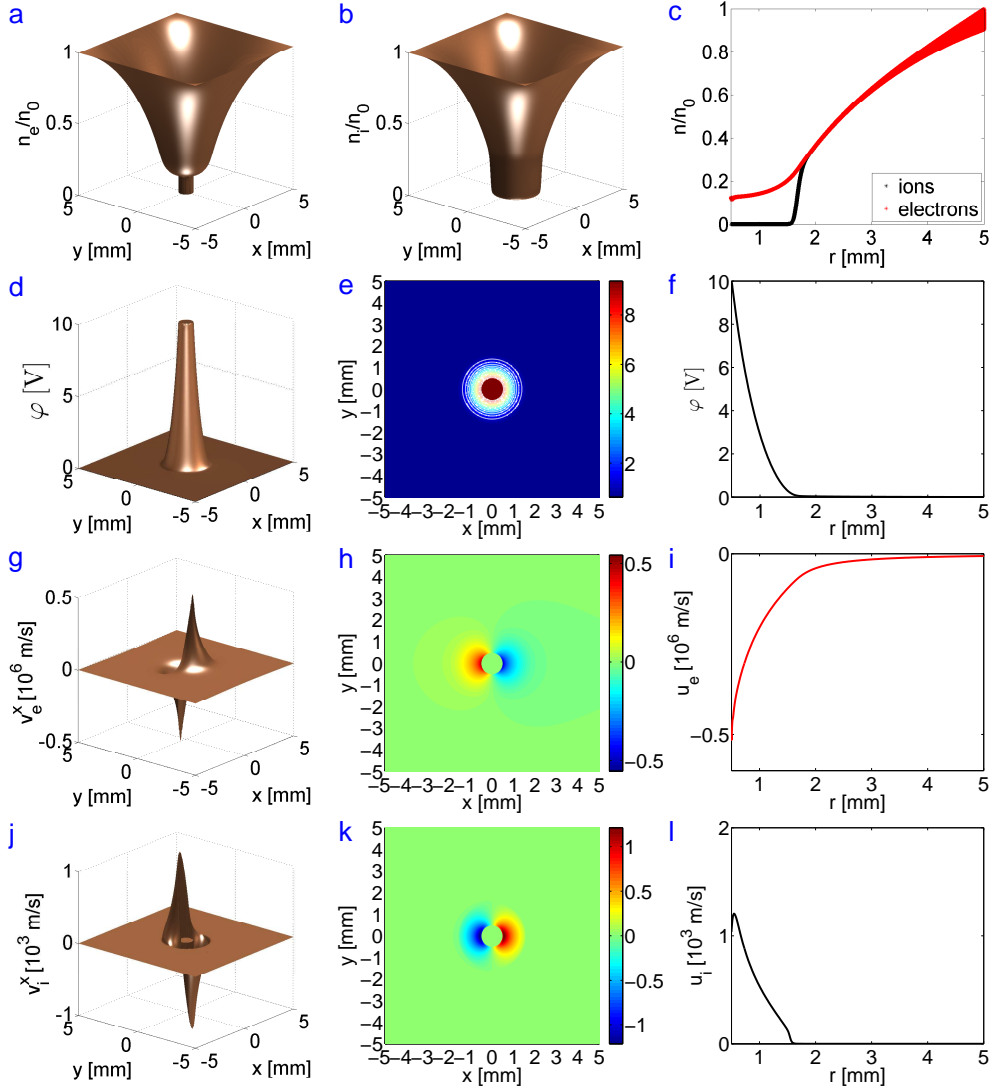 a
n_e/n_0
1
0.5
0
5
0
-5
-5
0
5
y [mm]
x [mm]
b
n_i/n_0
1
0.5
0
5
0
-5
-5
0
5
y [mm]
x [mm]
c
n/n_0
1
0.8
0.6
0.4
0.2
0
1 2 3 4 5
r [mm]
ions
electrons
d
φ [V]
10
5
0
5
0
-5
-5
0
5
y [mm]
x [mm]
e
y [mm]
5
4
3
2
1
0
−1
−2
−3
−4
−5
−5−4−3−2−1 0 1 2 3 4 5
x [mm]
8
6
4
2
f
φ [V]
10
8
6
4
2
0
1 2 3 4 5
r [mm]
g
v_e^x [10^6 m/s]
0.5
0
-0.5
5
0
-5
-5
0
5
y [mm]
x [mm]
h
y [mm]
5
4
3
2
1
0
−1
−2
−3
−4
−5
−5−4−3−2−1 0 1 2 3 4 5
x [mm]
0.5
0
−0.5
i
u_e [10^6 m/s]
0
−0.5
1 2 3 4 5
r [mm]
j
v_i^x [10^3 m/s]
1
0
-1
5
0
-5
-5
0
5
y [mm]
x [mm]
k
y [mm]
5
4
3
2
1
0
−1
−2
−3
−4
−5
−5−4−3−2−1 0 1 2 3 4 5
x [mm]
1
0.5
0
−0.5
−1
l
u_i [10^3 m/s]
2
1
0
1 2 3 4 5
r [mm]